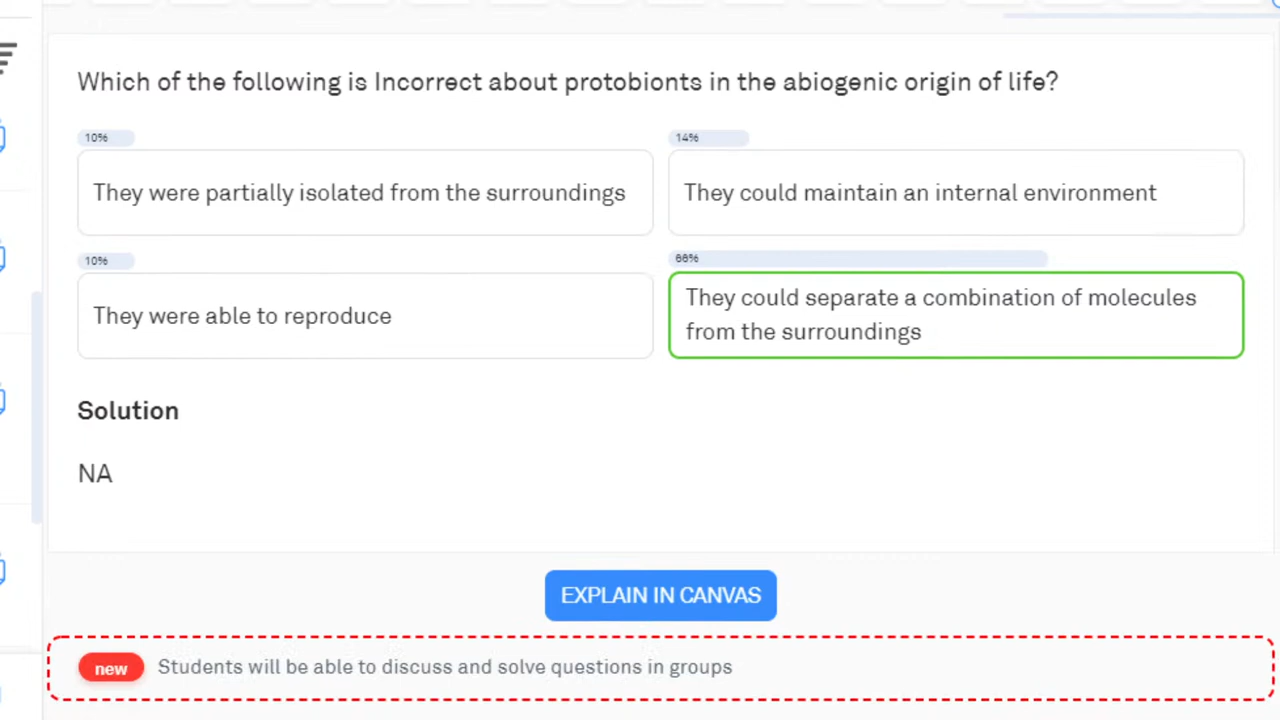 Which of the following is Incorrect about protobionts in the abiogenic origin of life?
10%
14%
They were partially isolated from the surroundings
They could maintain an internal environment
10%
66%
They were able to reproduce
They could separate a combination of molecules
from the surroundings
Solution
NA
EXPLAIN IN CANVAS
new Students will be able to discuss and solve questions in groups